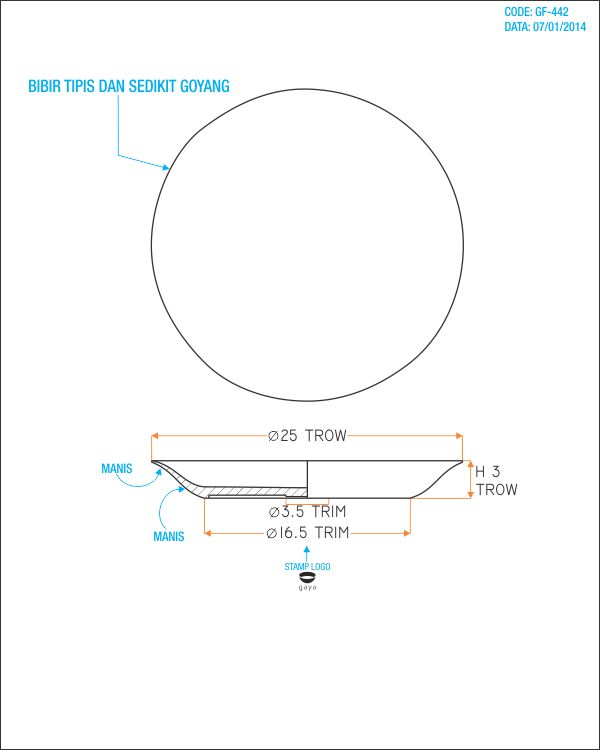 CODE: GF-442
DATA: 07/01/2014
BIBIR TIPIS DAN SEDIKIT GOYANG
⌀25 TROW
MANIS
H 3
TROW
⌀3.5 TRIM
⌀16.5 TRIM
MANIS
STAMP LOGO
gaya